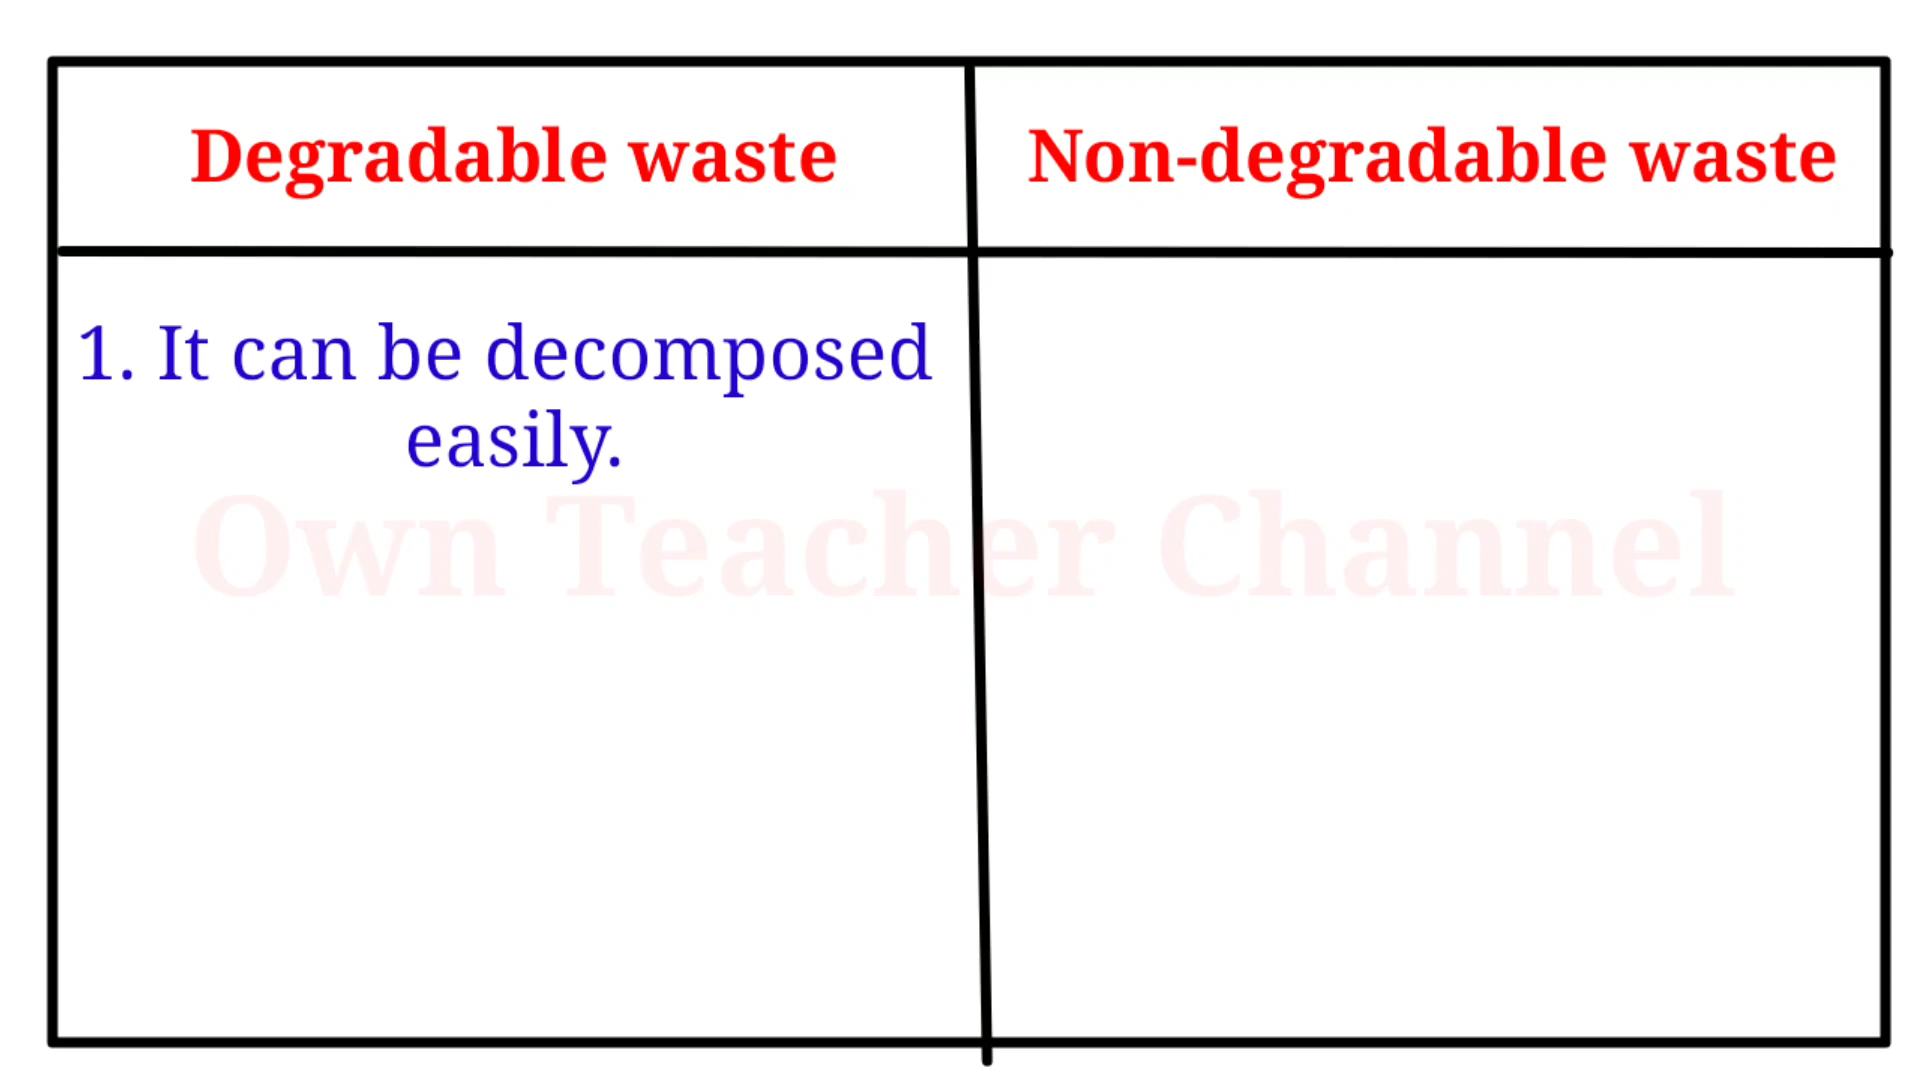 Degradable waste
Non-degradable waste
1. It can be decomposed
easily.
Own Teacher Channel